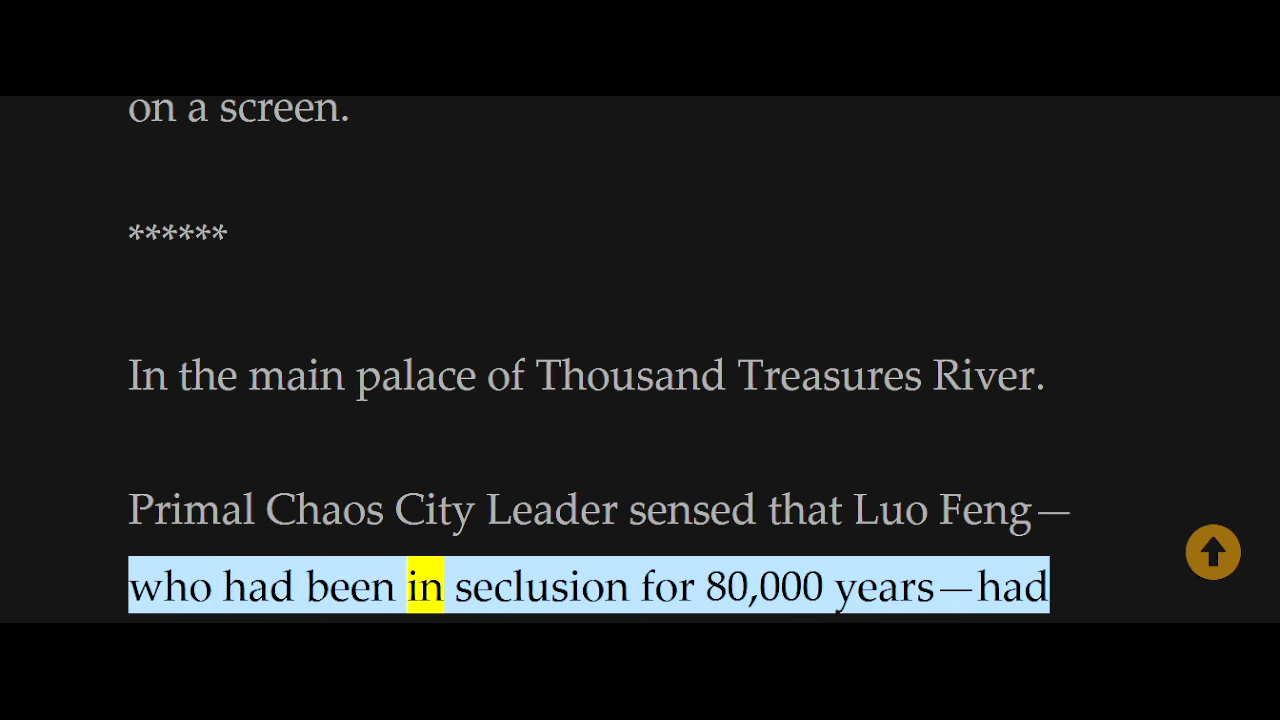 on a screen.
******
In the main palace of Thousand Treasures River.
Primal Chaos City Leader sensed that Luo Feng—
who had been in seclusion for 80,000 years—had